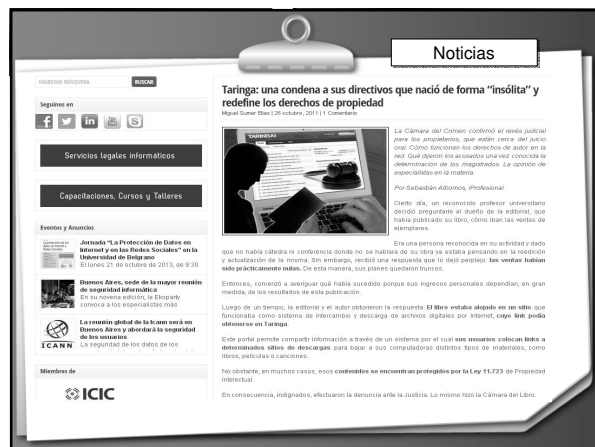 Noticias
INGRESAR BÚSQUEDA BUSCAR
Seguinos en
Servicios legales informáticos
Capacitaciones, Cursos y Talleres
Eventos y Anuncios
Jornada "La Protección de Datos en
Internet y en las Redes Sociales" en la
Universidad de Belgrano
El lunes 21 de octubre de 2013, de 9:30
Buenos Aires, sede de la mayor reunión
de seguridad informática
En su novena edición, la Ekoparty
convoca a los especialistas más
La reunión global de la Icann será en
Buenos Aires y abordará la seguridad
de los usuarios
La seguridad de los datos de los
ICANN
Miembros de
ICIC
Taringa: una condena a sus directivos que nació de forma "insólita" y
redefine los derechos de propiedad
Miguel Sumer Elías | 26 octubre, 2011 | 1 Comentario
TARINGA!
La Cámara del Crimen confirmó el revés judicial
para los propietarios, que están cerca del juicio
oral. Cómo funcionan los derechos de autor en la
red. Qué dijeron los acusados una vez conocida la
determinación de los magistrados. La opinión de
especialistas en la materia.
Por Sebastián Albornos, iProfesional
Cierto día, un reconocido profesor universitario
decidió preguntarle al dueño de la editorial, que
había publicado su libro, cómo iban las ventas de
ejemplares.
Era una persona reconocida en su actividad y dado
que no había cátedra ni conferencia donde no se hablara de su obra ya estaba pensando en la reedición
y actualización de la misma. Sin embargo, recibió una respuesta que lo dejó perplejo: las ventas habían
sido prácticamente nulas. De esta manera, sus planes quedaron truncos.
Entonces, comenzó a averiguar qué había sucedido porque sus ingresos personales dependían, en gran
medida, de los resultados de esta publicación.
Luego de un tiempo, la editorial y el autor obtuvieron la respuesta. El libro estaba alojado en un sitio que
funcionaba como sistema de intercambio y descarga de archivos digitales por Internet, cuyo link podía
obtenerse en Taringa.
Este portal permite compartir información a través de un sistema por el cual sus usuarios colocan links a
determinados sitios de descargas para bajar a sus computadoras distintos tipos de materiales, como
libros, películas o canciones.
No obstante, en muchos casos, esos contenidos se encuentran protegidos por la Ley 11.723 de Propiedad
Intelectual.
En consecuencia, indignados, efectuaron la denuncia ante la Justicia. Lo mismo hizo la Cámara del Libro.